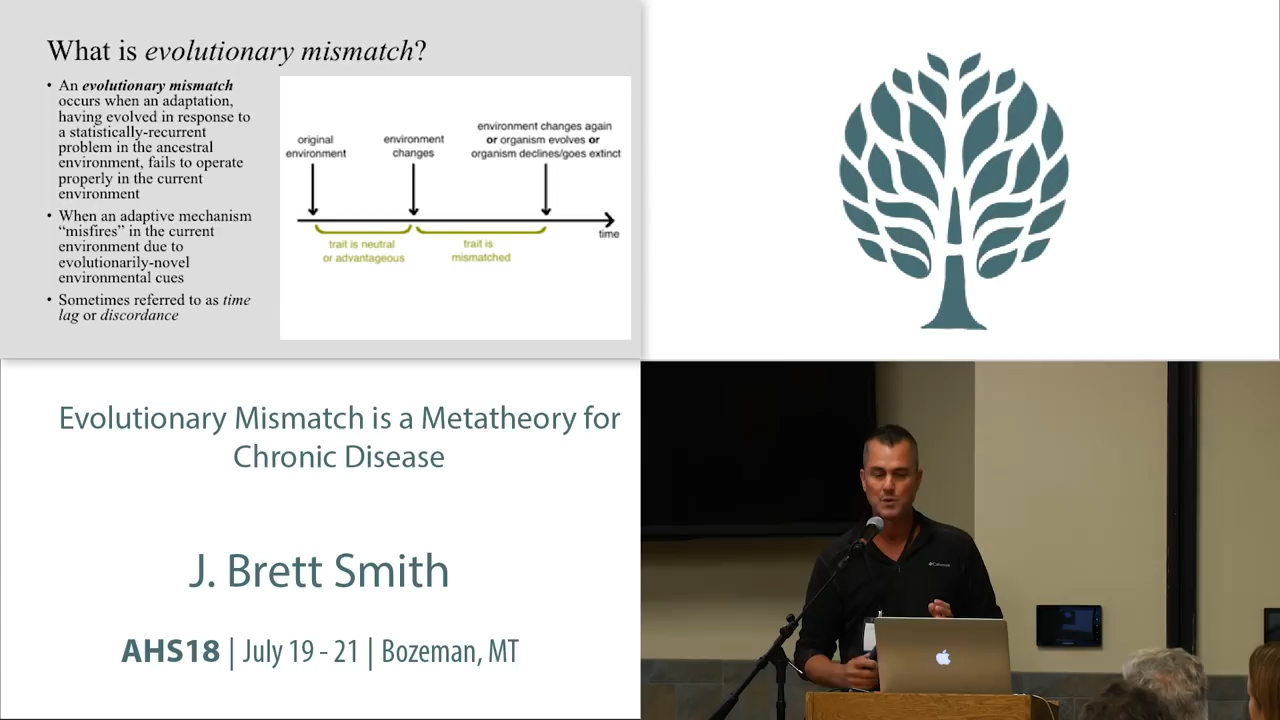 What is evolutionary mismatch?
• An evolutionary mismatch
occurs when an adaptation,
having evolved in response to
a statistically-recurrent
problem in the ancestral
environment, fails to operate
properly in the current
environment
• When an adaptive mechanism
“misfires” in the current
environment due to
evolutionarily-novel
environmental cues
• Sometimes referred to as time
lag or discordance
original
environment
environment
changes
environment changes again
or organism evolves or
organism declines/goes extinct
time
trait is neutral
or advantageous
trait is
mismatched
Evolutionary Mismatch is a Metatheory for
Chronic Disease
J. Brett Smith
AHS18 | July 19 - 21 | Bozeman, MT
Columbia